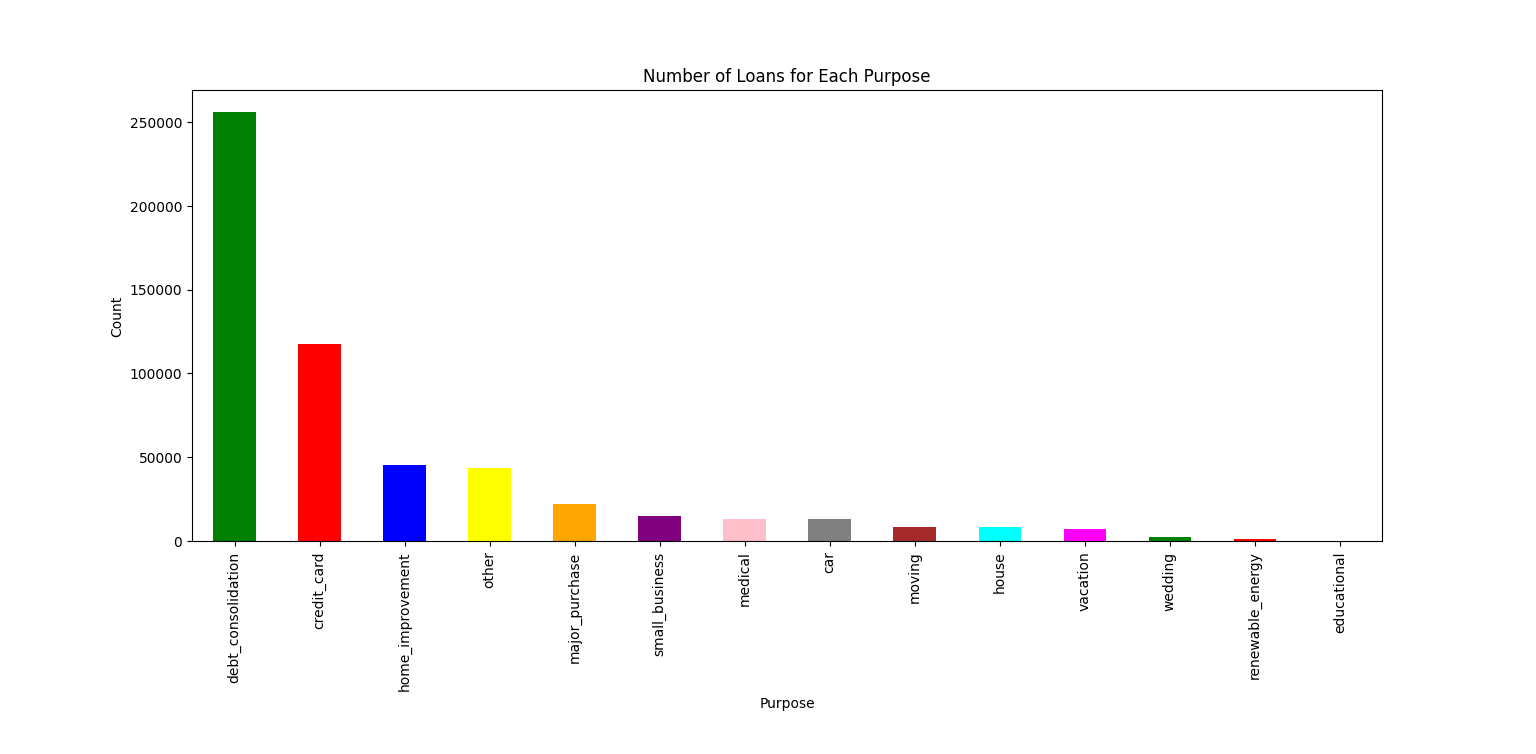 Number of Loans for Each Purpose
Count
250000
200000
150000
100000
50000
0
debt_consolidation
credit_card
home_improvement
other
major_purchase
small_business
medical
car
moving
house
vacation
wedding
renewable_energy
educational
Purpose